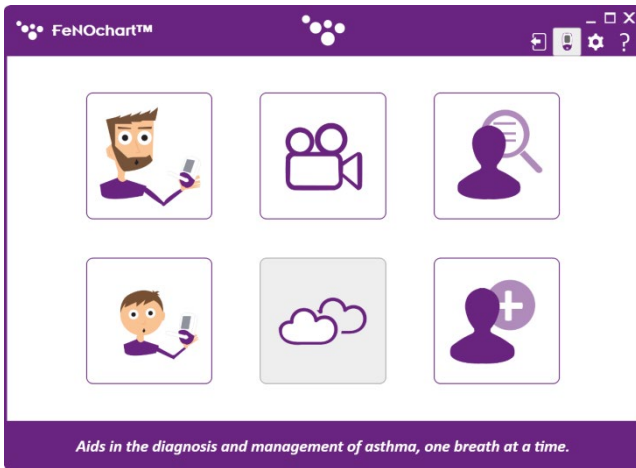 FeNOchart™
?
Aids in the diagnosis and management of asthma, one breath at a time.